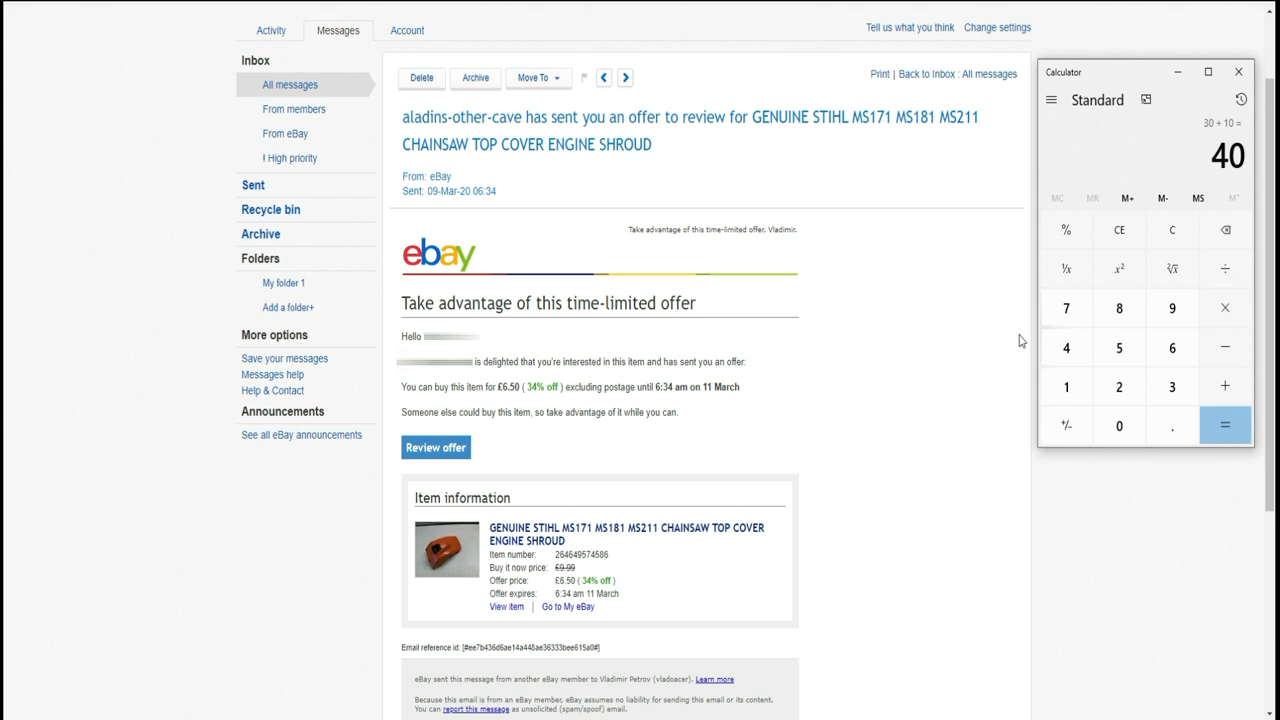 Activity
Messages
Account
Tell us what you think
Change settings
Inbox
All messages
From members
From eBay
! High priority
Sent
Recycle bin
Archive
Folders
My folder 1
Add a folder+
More options
Save your messages
Messages help
Help & Contact
Announcements
See all eBay announcements
Delete
Archive
Move To
Print | Back to Inbox : All messages
aladins-other-cave has sent you an offer to review for GENUINE STIHL MS171 MS181 MS211
CHAINSAW TOP COVER ENGINE SHROUD
From: eBay
Sent: 09-Mar-20 06:34
Take advantage of this time-limited offer, Vladimir.
ebay
Take advantage of this time-limited offer
Hello
is delighted that you're interested in this item and has sent you an offer:
You can buy this item for £6.50 ( 34% off ) excluding postage until 6:34 am on 11 March
Someone else could buy this item, so take advantage of it while you can.
Review offer
Item information
GENUINE STIHL MS171 MS181 MS211 CHAINSAW TOP COVER
ENGINE SHROUD
Item number: 264649574586
Buy it now price: £9.99
Offer price: £6.50 ( 34% off )
Offer expires: 6:34 am 11 March
View item | Go to My eBay
Email reference id: [#ee7b436d6ae14a448ae36333bee615a0#]
eBay sent this message from another eBay member to Vladimir Petrov (vladoacer). Learn more
Because this email is from an eBay member, eBay assumes no liability for sending this email or its content.
You can report this message as unsolicited (spam/spoof) email.
Calculator
Standard
30 + 10 =
40
MC MR M+ M- MS M˅
% CE C
¹/x x² ²√x ÷
7 8 9 ×
4 5 6 −
1 2 3 +
+/- 0 . =